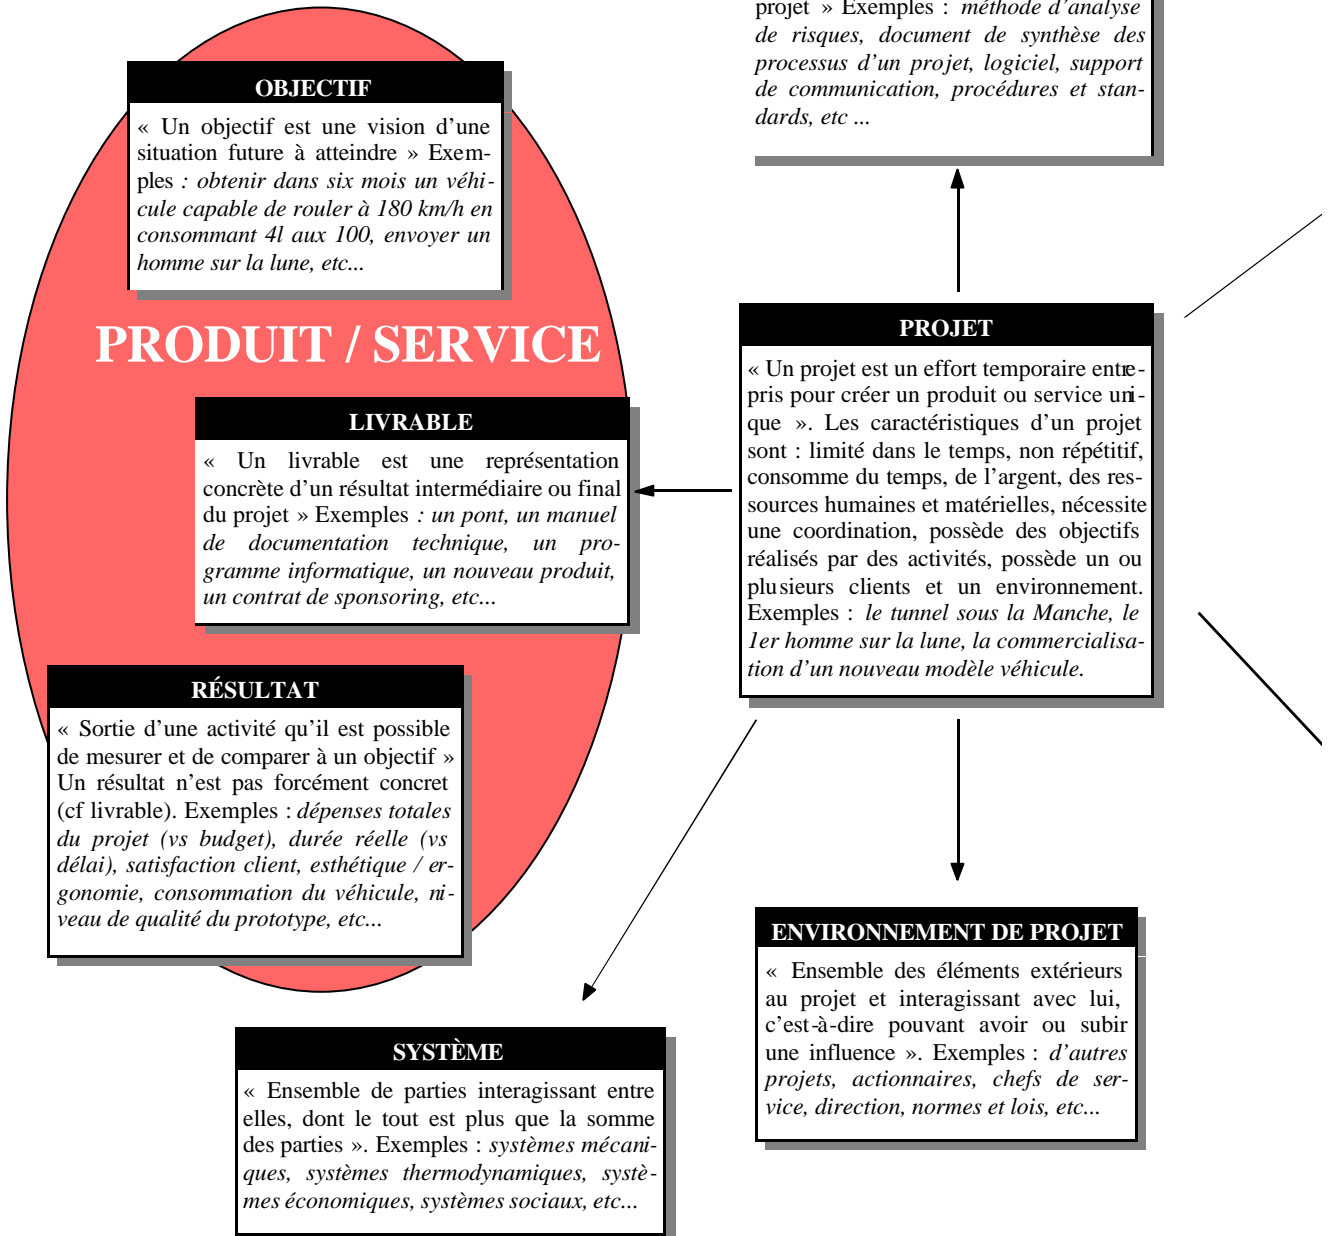 OBJECTIF
« Un objectif est une vision d’une
situation future à atteindre » Exem-
ples : obtenir dans six mois un véhi-
cule capable de rouler à 180 km/h en
consommant 4l aux 100, envoyer un
homme sur la lune, etc...
PRODUIT / SERVICE
LIVRABLE
« Un livrable est une représentation
concrète d’un résultat intermédiaire ou final
du projet » Exemples : un pont, un manuel
de documentation technique, un pro-
gramme informatique, un nouveau produit,
un contrat de sponsoring, etc...
RÉSULTAT
« Sortie d’une activité qu’il est possible
de mesurer et de comparer à un objectif »
Un résultat n’est pas forcément concret
(cf livrable). Exemples : dépenses totales
du projet (vs budget), durée réelle (vs
délai), satisfaction client, esthétique / er-
gonomie, consommation du véhicule, ni-
veau de qualité du prototype, etc...
SYSTÈME
« Ensemble de parties interagissant entre
elles, dont le tout est plus que la somme
des parties ». Exemples : systèmes mécani-
ques, systèmes thermodynamiques, systè-
mes économiques, systèmes sociaux, etc...
projet » Exemples : méthode d’analyse
de risques, document de synthèse des
processus d’un projet, logiciel, support
de communication, procédures et stan-
dards, etc ...
PROJET
« Un projet est un effort temporaire entre-
pris pour créer un produit ou service uni-
que ». Les caractéristiques d’un projet
sont : limité dans le temps, non répétitif,
consomme du temps, de l’argent, des res-
sources humaines et matérielles, nécessite
une coordination, possède des objectifs
réalisés par des activités, possède un ou
plusieurs clients et un environnement.
Exemples : le tunnel sous la Manche, le
1er homme sur la lune, la commercialisa-
tion d’un nouveau modèle véhicule.
ENVIRONNEMENT DE PROJET
« Ensemble des éléments extérieurs
au projet et interagissant avec lui,
c’est-à-dire pouvant avoir ou subir
une influence ». Exemples : d’autres
projets, actionnaires, chefs de ser-
vice, direction, normes et lois, etc...